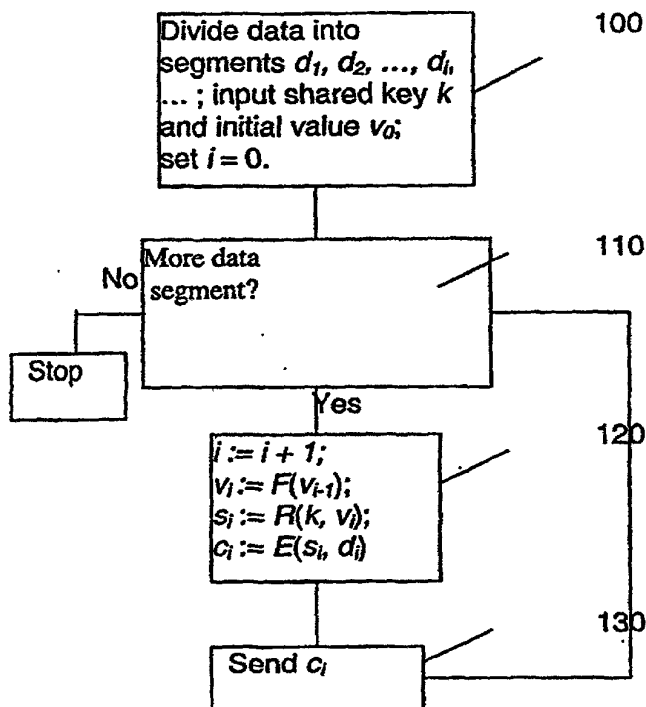 100
Divide data into
segments d₁, d₂, ..., dᵢ,
... ; input shared key k
and initial value v₀;
set i = 0.
110
More data
segment?
No
Stop
Yes
120
i := i + 1;
vᵢ := F(vᵢ₋₁);
sᵢ := R(k, vᵢ);
cᵢ := E(sᵢ, dᵢ)
130
Send cᵢ